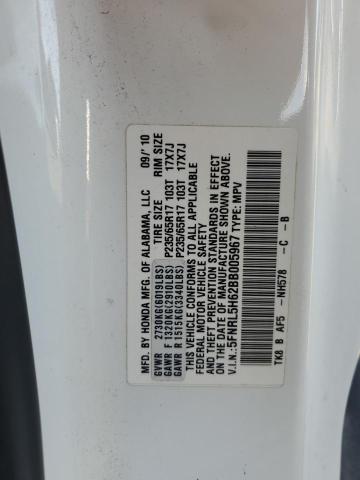 MFD. BY HONDA MFG. OF ALABAMA, LLC 09/'10
TIRE SIZE RIM SIZE
GVWR 2730KG(6019LBS)
GAWR F 1320KG(2910LBS) P235/65R17 103T 17X7J
GAWR R 1515KG(3340LBS) P235/65R17 103T 17X7J
THIS VEHICLE CONFORMS TO ALL APPLICABLE
FEDERAL MOTOR VEHICLE SAFETY
AND THEFT PREVENTION STANDARDS IN EFFECT
ON THE DATE OF MANUFACTURE SHOWN ABOVE.
V.I.N.: 5FNRL5H62BB005967 TYPE: MPV
-C -B
TK8 B AF5 -NH578